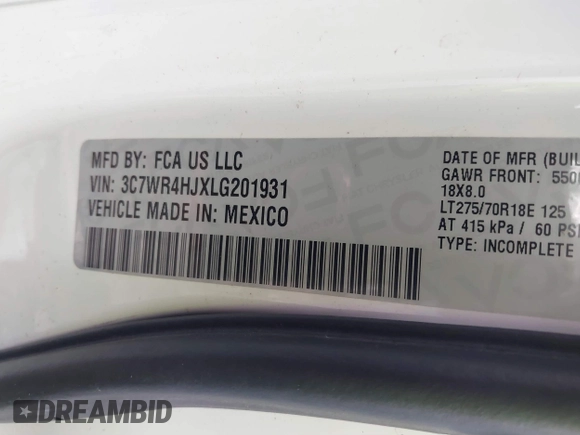 MFD BY: FCA US LLC
VIN: 3C7WR4HJXLG201931
VEHICLE MADE IN: MEXICO
DATE OF MFR (BUIL
GAWR FRONT: 550
18X8.0
LT275/70R18E 125
AT 415 kPa / 60 PSI
TYPE: INCOMPLETE
DREAMBID